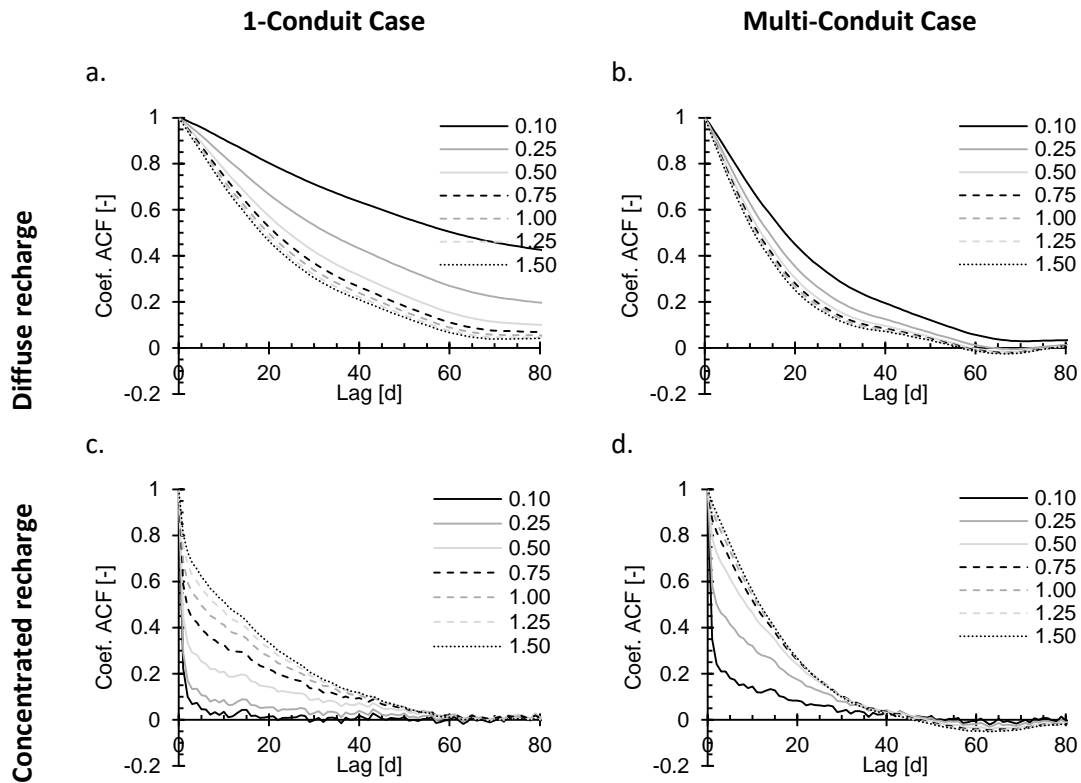 1-Conduit Case
Multi-Conduit Case
Diffuse recharge
a.
1
0.8
0.6
0.4
0.2
0
-0.2
Coef. ACF [-]
0 20 40 60 80
Lag [d]
0.10
0.25
0.50
0.75
1.00
1.25
1.50
b.
1
0.8
0.6
0.4
0.2
0
-0.2
Coef. ACF [-]
0 20 40 60 80
Lag [d]
0.10
0.25
0.50
0.75
1.00
1.25
1.50
Concentrated recharge
c.
1
0.8
0.6
0.4
0.2
0
-0.2
Coef. ACF [-]
0 20 40 60 80
Lag [d]
0.10
0.25
0.50
0.75
1.00
1.25
1.50
d.
1
0.8
0.6
0.4
0.2
0
-0.2
Coef. ACF [-]
0 20 40 60 80
Lag [d]
0.10
0.25
0.50
0.75
1.00
1.25
1.50